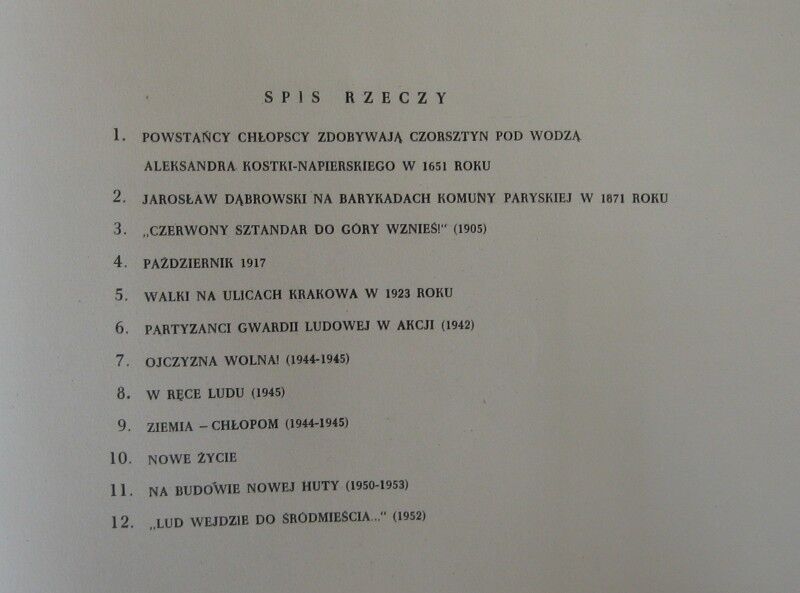 SPIS RZECZY
1. POWSTAŃCY CHŁOPSCY ZDOBYWAJĄ CZORSZTYN POD WODZĄ
ALEKSANDRA KOSTKI-NAPIERSKIEGO W 1651 ROKU
2. JAROSŁAW DĄBROWSKI NA BARYKADACH KOMUNY PARYSKIEJ W 1871 ROKU
3. „CZERWONY SZTANDAR DO GÓRY WZNIEŚ!“ (1905)
4. PAŹDZIERNIK 1917
5. WALKI NA ULICACH KRAKOWA W 1923 ROKU
6. PARTYZANCI GWARDII LUDOWEJ W AKCJI (1942)
7. OJCZYZNA WOLNA! (1944-1945)
8. W RĘCE LUDU (1945)
9. ZIEMIA – CHŁOPOM (1944-1945)
10. NOWE ŻYCIE
11. NA BUDOWIE NOWEJ HUTY (1950-1953)
12. „LUD WEJDZIE DO ŚRÓDMIEŚCIA...“ (1952)